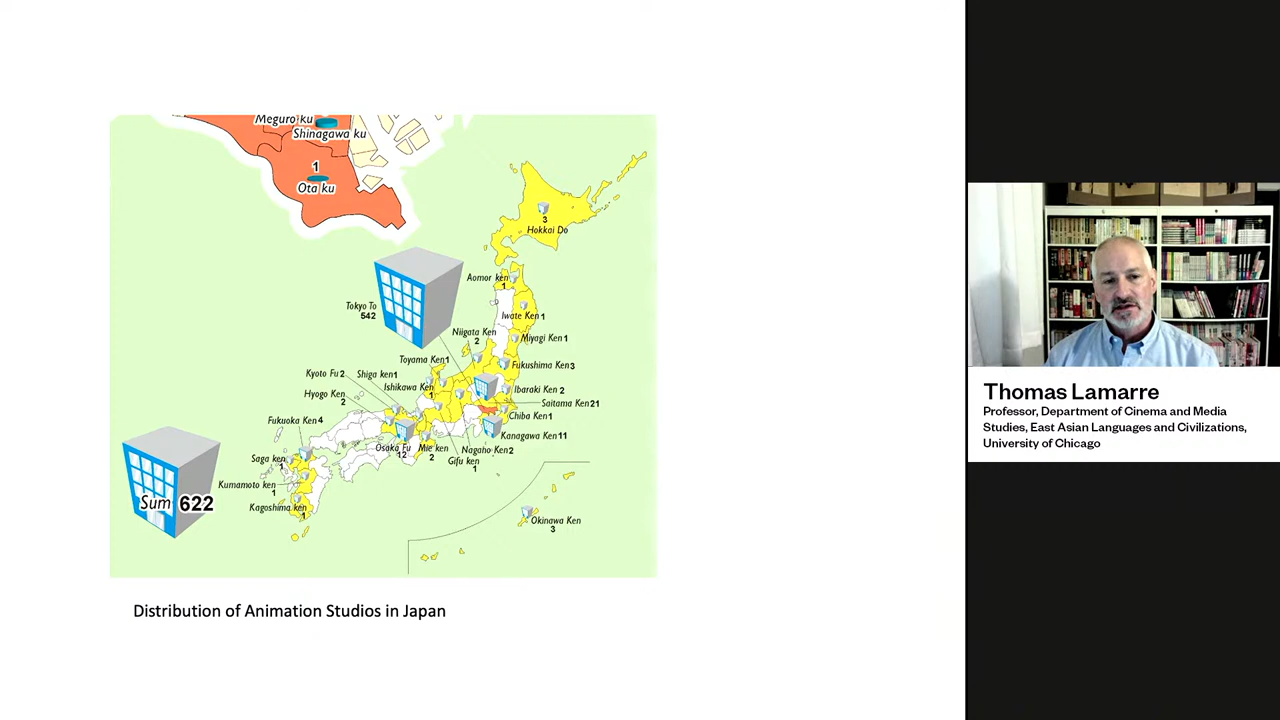 Meguro ku
Shinagawa ku
1
Ota ku
3
Hokkai Do
Aomor ken
1
Tokyo To
542
Iwate Ken 1
Niigata Ken
2
Miyagi Ken 1
Toyama Ken 1
Fukushima Ken 3
Kyoto Fu 2
Shiga ken 1
Ishikawa Ken
1
Ibaraki Ken 2
Hyogo Ken
2
Saitama Ken 21
Chiba Ken 1
Fukuoka Ken 4
Kanagawa Ken 11
Osaka Fu
12
Mie ken
2
Nagaho Ken 2
Gifu ken
1
Saga ken
1
Kumamoto ken
1
Kagoshima ken
1
Sum 622
Okinawa Ken
3
Distribution of Animation Studios in Japan
Thomas Lamarre
Professor, Department of Cinema and Media
Studies, East Asian Languages and Civilizations,
University of Chicago